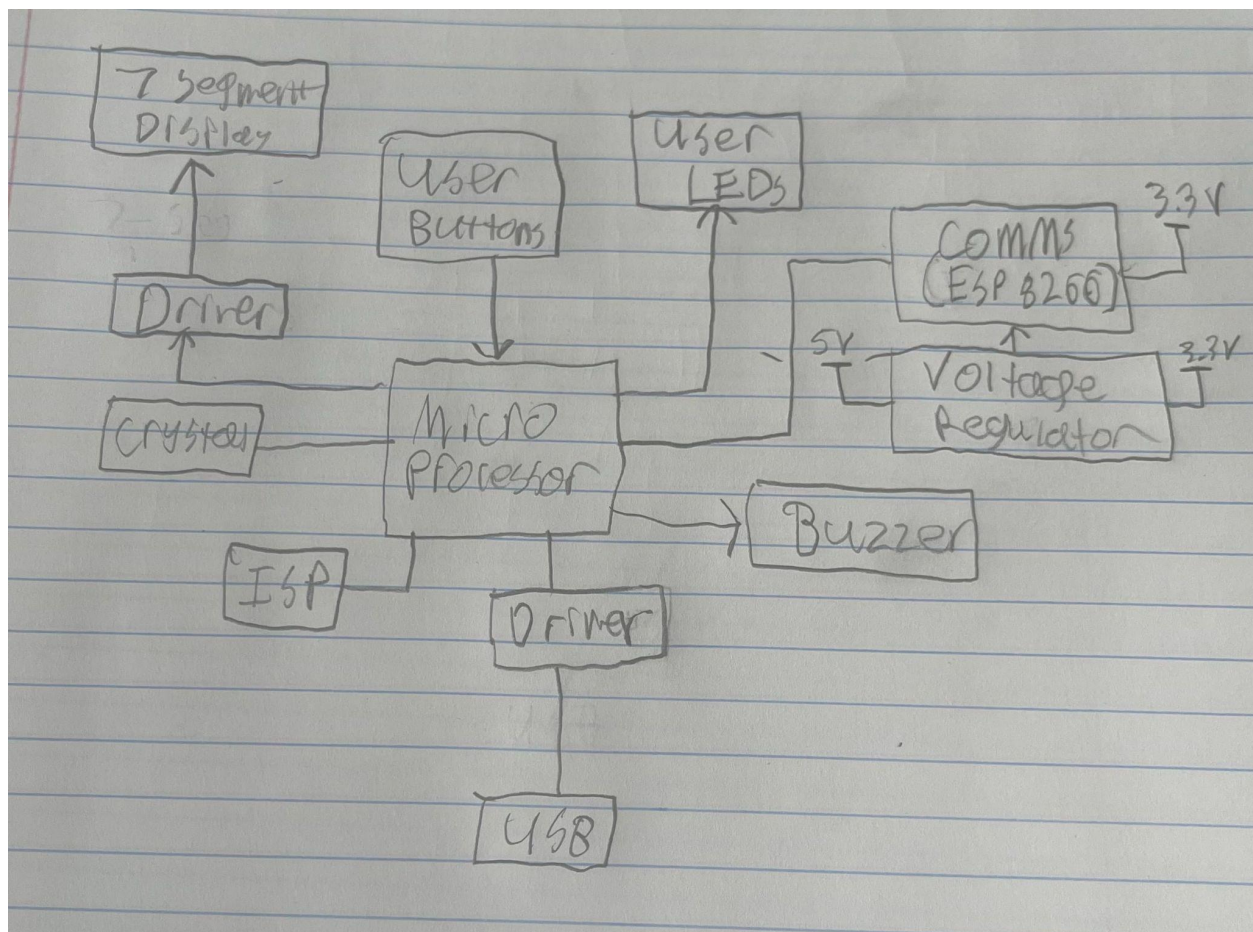 7 Segment
Display
User
Buttons
User
LEDs
3.3V
Comms
(ESP 8266)
Driver
5V
3.3V
Voltage
Regulator
Crystal
Micro
Processor
Buzzer
ISP
Driver
USB